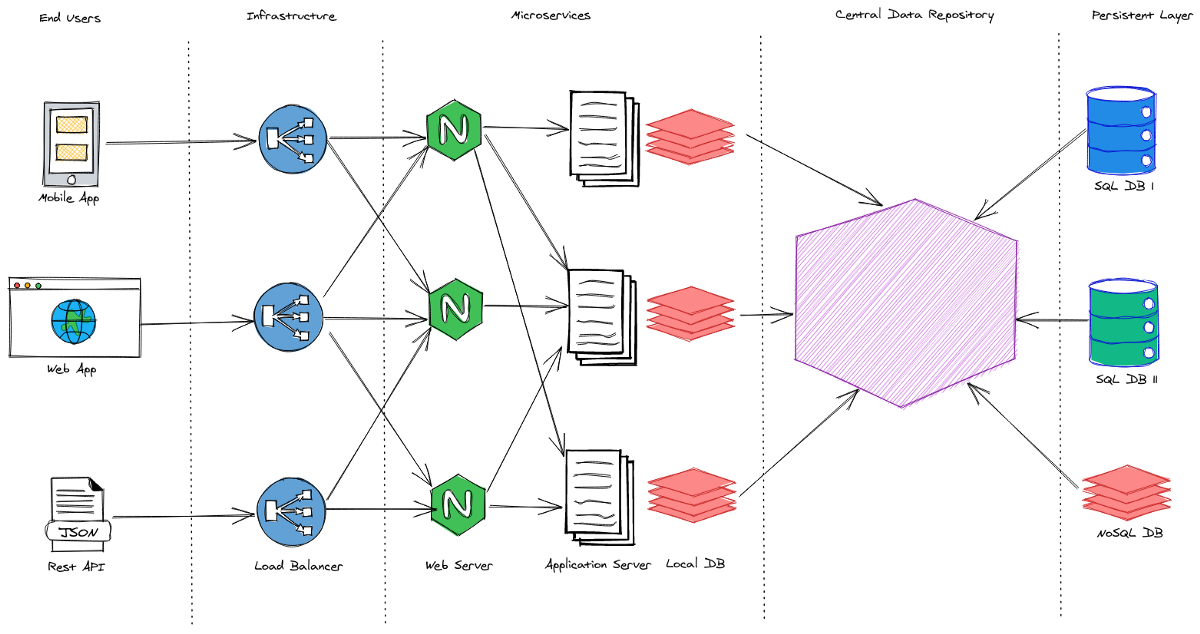 End Users
Infrastructure
Microservices
Central Data Repository
Persistent Layer
N
Mobile App
SQL DB I
N
Web App
SQL DB II
JSON
N
NoSQL DB
Rest API
Load Balancer
Web Server
Application Server
Local DB